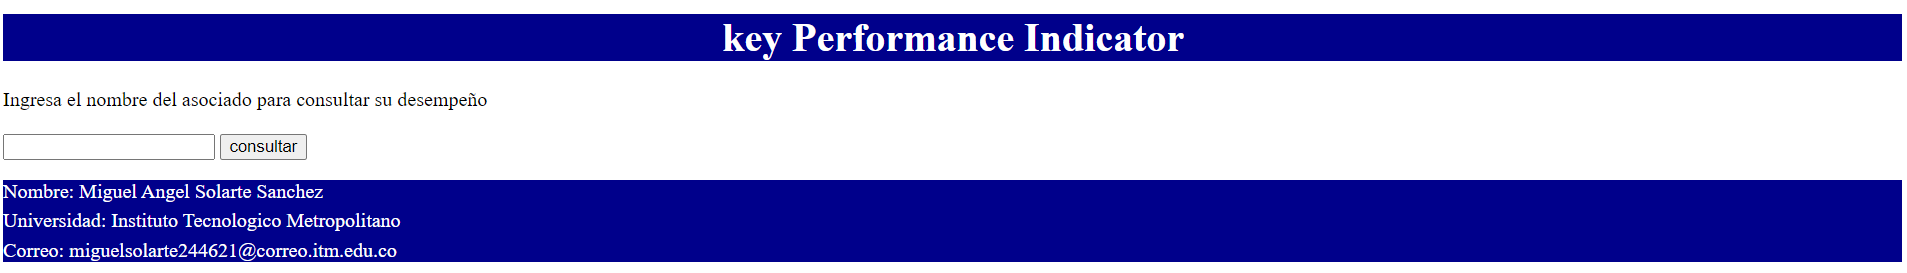 key Performance Indicator
Ingresa el nombre del asociado para consultar su desempeño
consultar
Nombre: Miguel Angel Solarte Sanchez
Universidad: Instituto Tecnologico Metropolitano
Correo: miguelsolarte244621@correo.itm.edu.co